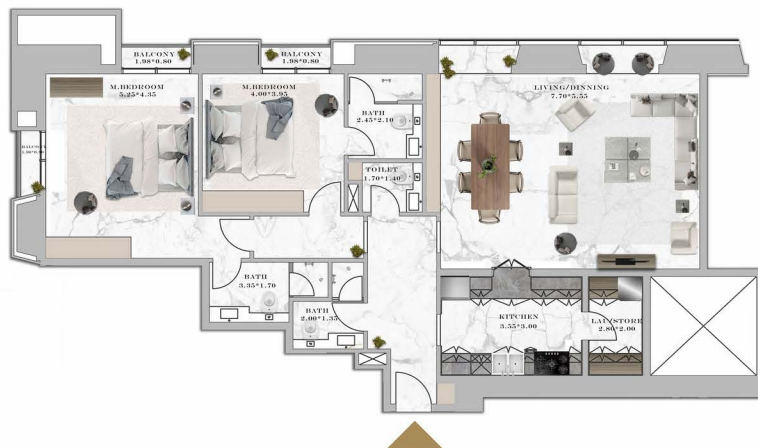 BALCONY
1.98*0.80
BALCONY
1.98*0.80
M.BEDROOM
5.25*4.35
M.BEDROOM
4.00*3.95
LIVING/DINNING
7.70*5.55
BATH
2.45*2.10
BALCONY
TOILET
1.70*1.40
BATH
3.35*1.70
BATH
2.00*1.35
KITCHEN
3.55*3.00
LAU/STORE
2.80*2.00